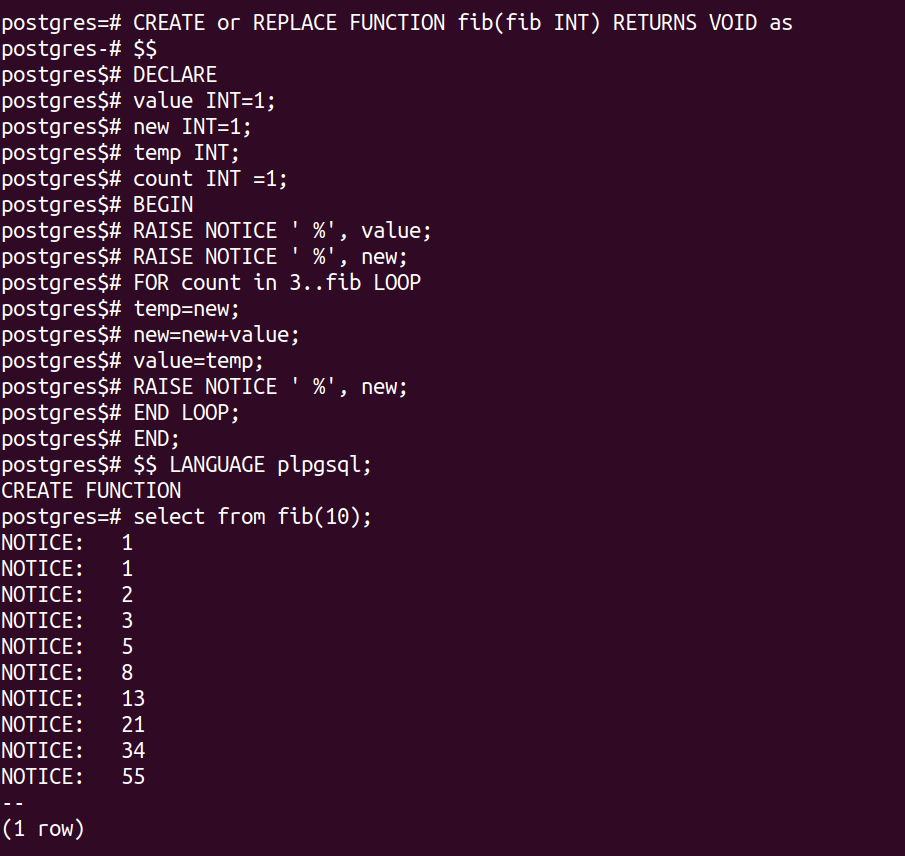 postgres=# CREATE or REPLACE FUNCTION fib(fib INT) RETURNS VOID as
postgres-# $$
postgres$# DECLARE
postgres$# value INT=1;
postgres$# new INT=1;
postgres$# temp INT;
postgres$# count INT =1;
postgres$# BEGIN
postgres$# RAISE NOTICE ' %', value;
postgres$# RAISE NOTICE ' %', new;
postgres$# FOR count in 3..fib LOOP
postgres$# temp=new;
postgres$# new=new+value;
postgres$# value=temp;
postgres$# RAISE NOTICE ' %', new;
postgres$# END LOOP;
postgres$# END;
postgres$# $$ LANGUAGE plpgsql;
CREATE FUNCTION
postgres=# select from fib(10);
NOTICE:   1
NOTICE:   1
NOTICE:   2
NOTICE:   3
NOTICE:   5
NOTICE:   8
NOTICE:   13
NOTICE:   21
NOTICE:   34
NOTICE:   55
--
(1 row)